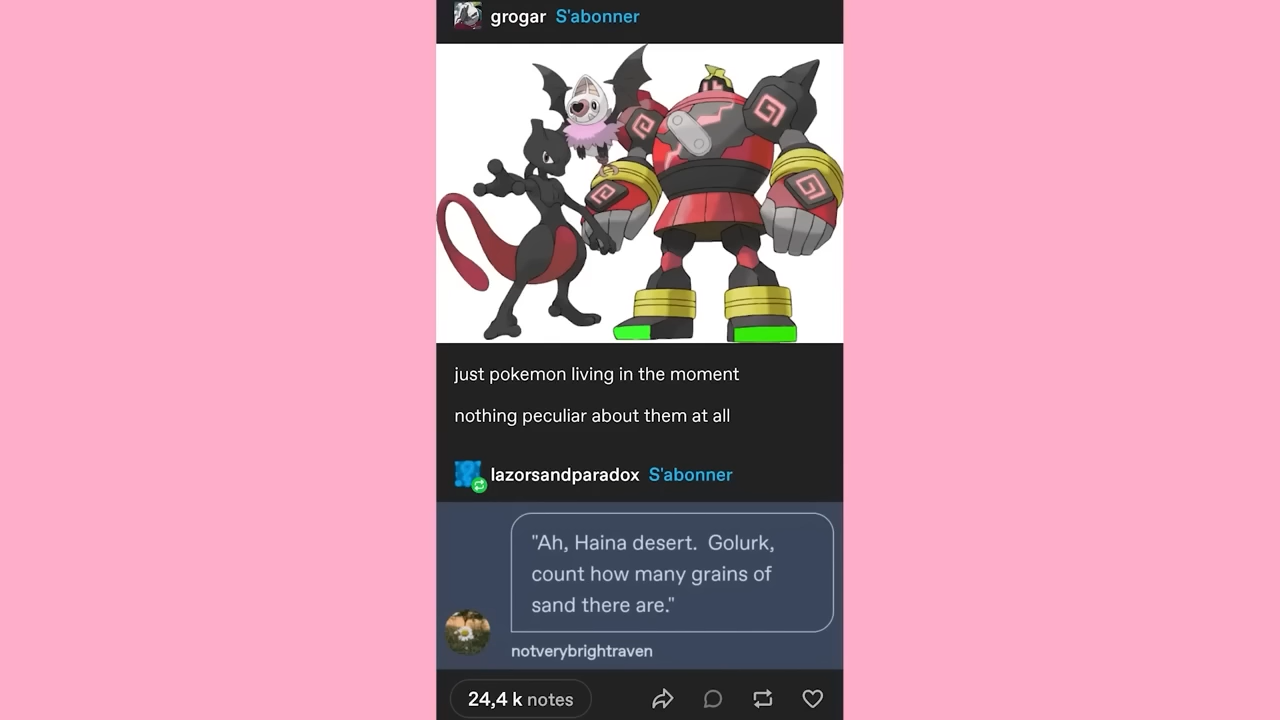 grogar S'abonner
just pokemon living in the moment
nothing peculiar about them at all
lazorsandparadox S'abonner
"Ah, Haina desert. Golurk,
count how many grains of
sand there are."
notverybrightraven
24,4 k notes